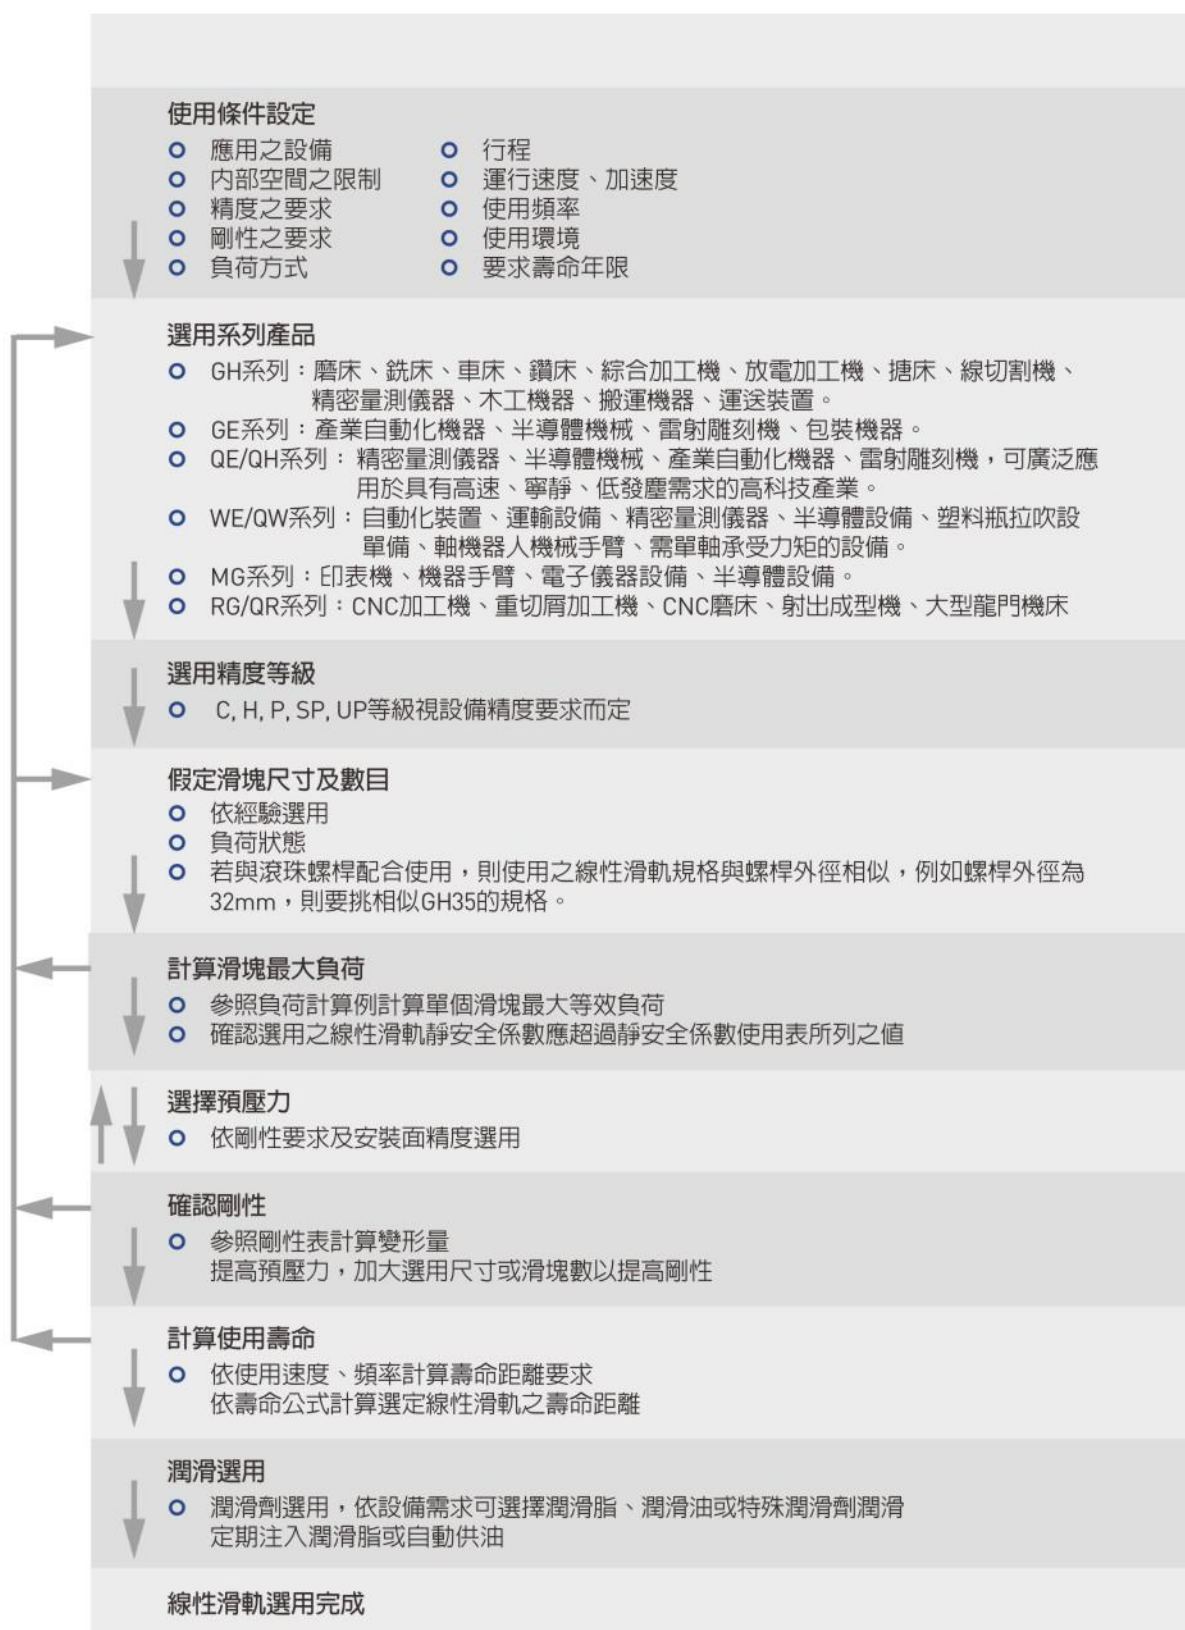 使用條件設定
應用之設備
內部空間之限制
精度之要求
剛性之要求
負荷方式
行程
運行速度、加速度
使用頻率
使用環境
要求壽命年限
選用系列產品
GH系列：磨床、銑床、車床、鑽床、綜合加工機、放電加工機、搪床、線切割機、
精密量測儀器、木工機器、搬運機器、運送裝置。
GE系列：產業自動化機器、半導體機械、雷射雕刻機、包裝機器。
QE/QH系列：精密量測儀器、半導體機械、產業自動化機器、雷射雕刻機，可廣泛應
用於具有高速、寧靜、低發塵需求的高科技產業。
WE/QW系列：自動化裝置、運輸設備、精密量測儀器、半導體設備、塑料瓶拉吹設
單備、軸機器人機械手臂、需單軸承受力矩的設備。
MG系列：印表機、機器手臂、電子儀器設備、半導體設備。
RG/QR系列：CNC加工機、重切屑加工機、CNC磨床、射出成型機、大型龍門機床
選用精度等級
C, H, P, SP, UP等級視設備精度要求而定
假定滑塊尺寸及數目
依經驗選用
負荷狀態
若與滾珠螺桿配合使用，則使用之線性滑軌規格與螺桿外徑相似，例如螺桿外徑為
32mm，則要挑相似GH35的規格。
計算滑塊最大負荷
參照負荷計算例計算單個滑塊最大等效負荷
確認選用之線性滑軌靜安全係數應超過靜安全係數使用表所列之值
選擇預壓力
依剛性要求及安裝面精度選用
確認剛性
參照剛性表計算變形量
提高預壓力，加大選用尺寸或滑塊數以提高剛性
計算使用壽命
依使用速度、頻率計算壽命距離要求
依壽命公式計算選定線性滑軌之壽命距離
潤滑選用
潤滑劑選用，依設備需求可選擇潤滑脂、潤滑油或特殊潤滑劑潤滑
定期注入潤滑脂或自動供油
線性滑軌選用完成